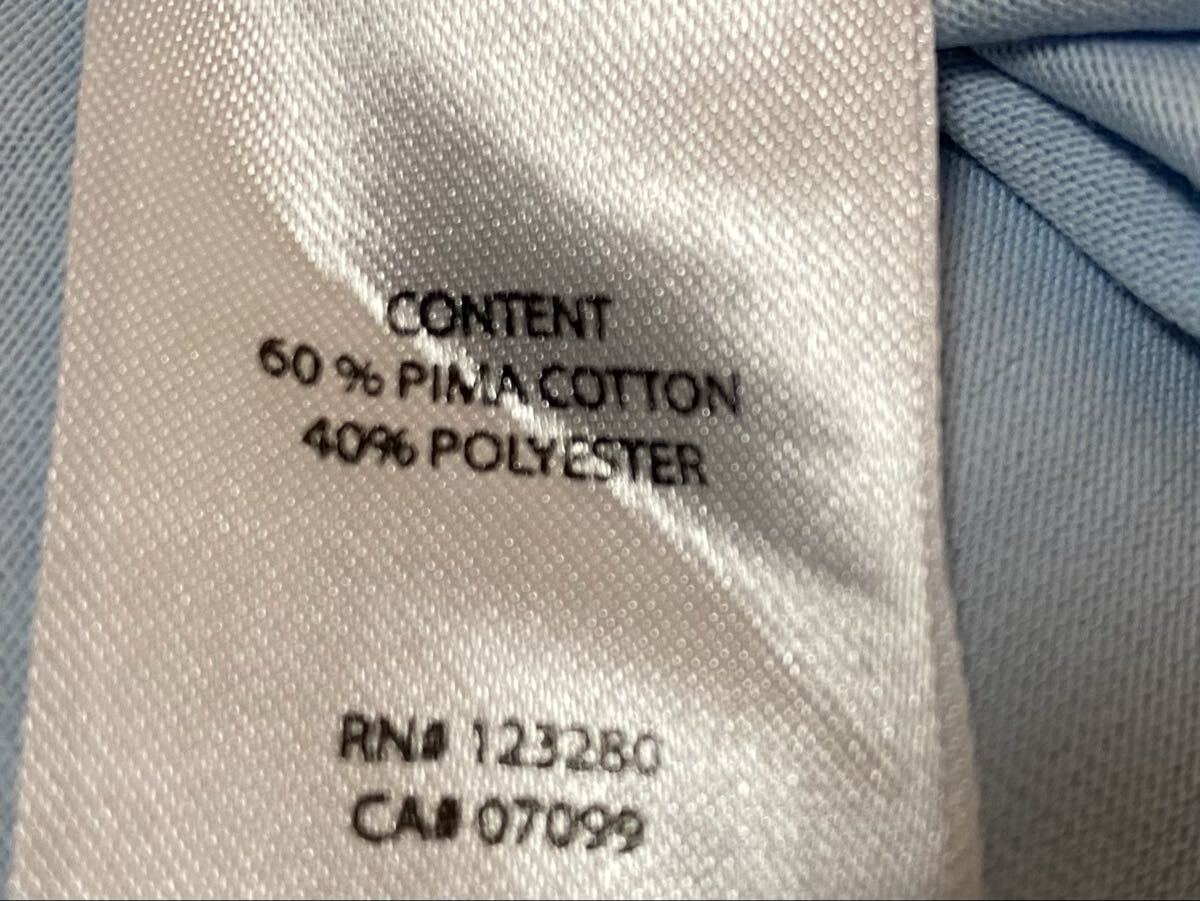 CONTENT
60 % PIMA COTTON
40% POLYESTER
RN# 123280
CA# 07099